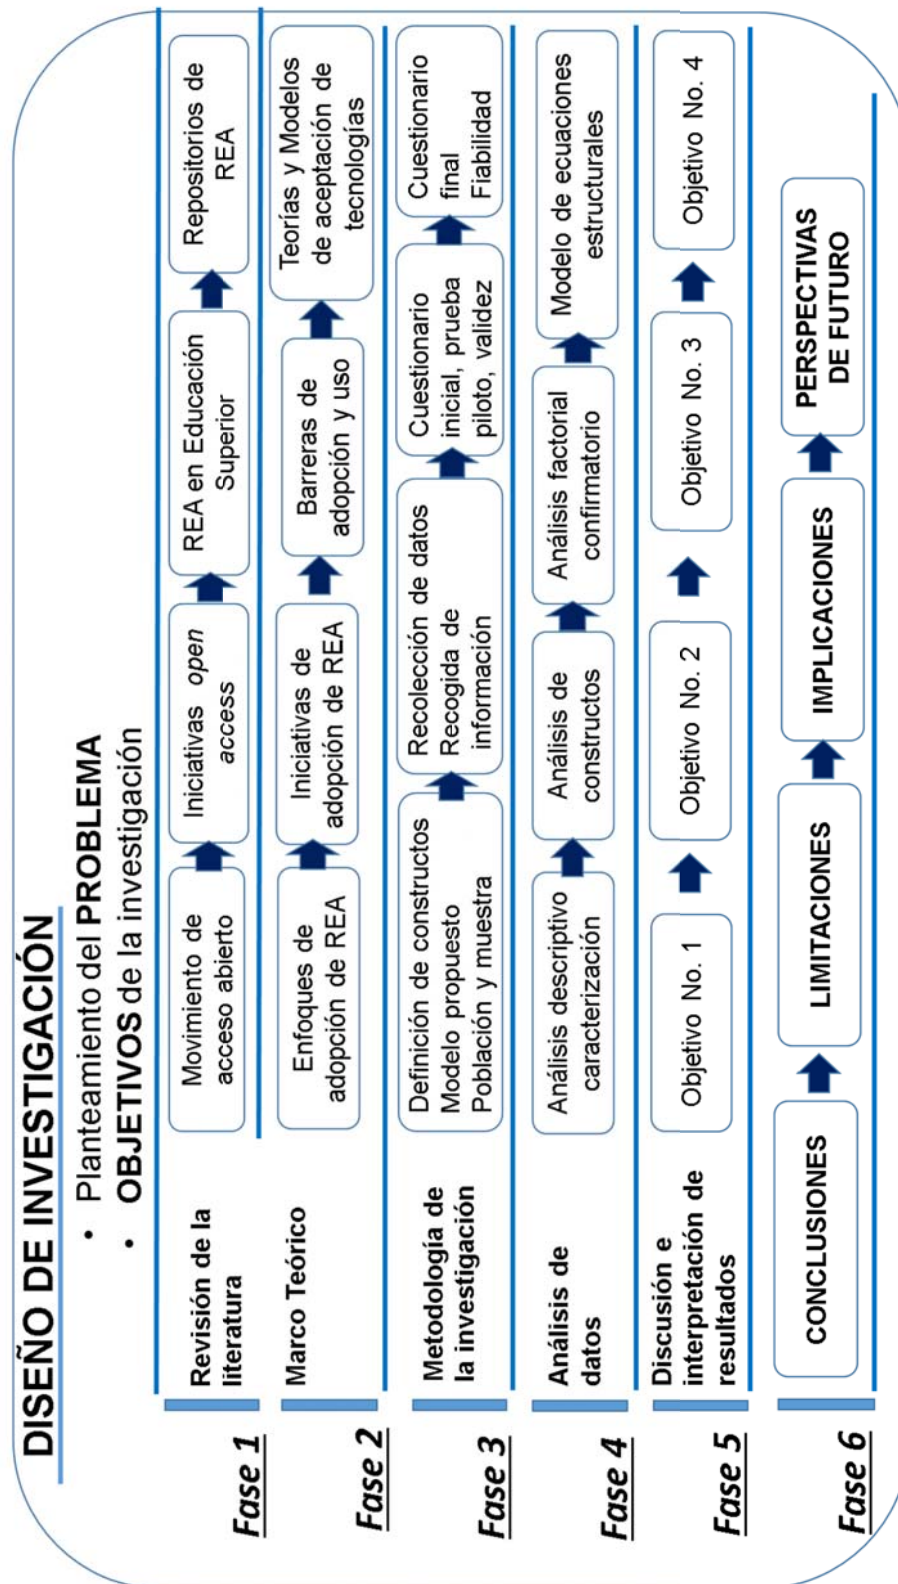 DISEÑO DE INVESTIGACIÓN
• Planteamiento del PROBLEMA
• OBJETIVOS de la investigación
Fase 1
Revisión de la
literatura
Movimiento de
acceso abierto
Iniciativas open
access
REA en Educación
Superior
Repositorios de
REA
Fase 2
Marco Teórico
Enfoques de
adopción de REA
Iniciativas de
adopción de REA
Barreras de
adopción y uso
Teorías y Modelos
de aceptación de
tecnologías
Fase 3
Metodología de
la investigación
Definición de constructos
Modelo propuesto
Población y muestra
Recolección de datos
Recogida de
información
Cuestionario
inicial, prueba
piloto, validez
Cuestionario
final
Fiabilidad
Fase 4
Análisis de
datos
Análisis descriptivo
caracterización
Análisis de
constructos
Análisis factorial
confirmatorio
Modelo de ecuaciones
estructurales
Fase 5
Discusión e
interpretación de
resultados
Objetivo No. 1
Objetivo No. 2
Objetivo No. 3
Objetivo No. 4
Fase 6
CONCLUSIONES
LIMITACIONES
IMPLICACIONES
PERSPECTIVAS
DE FUTURO